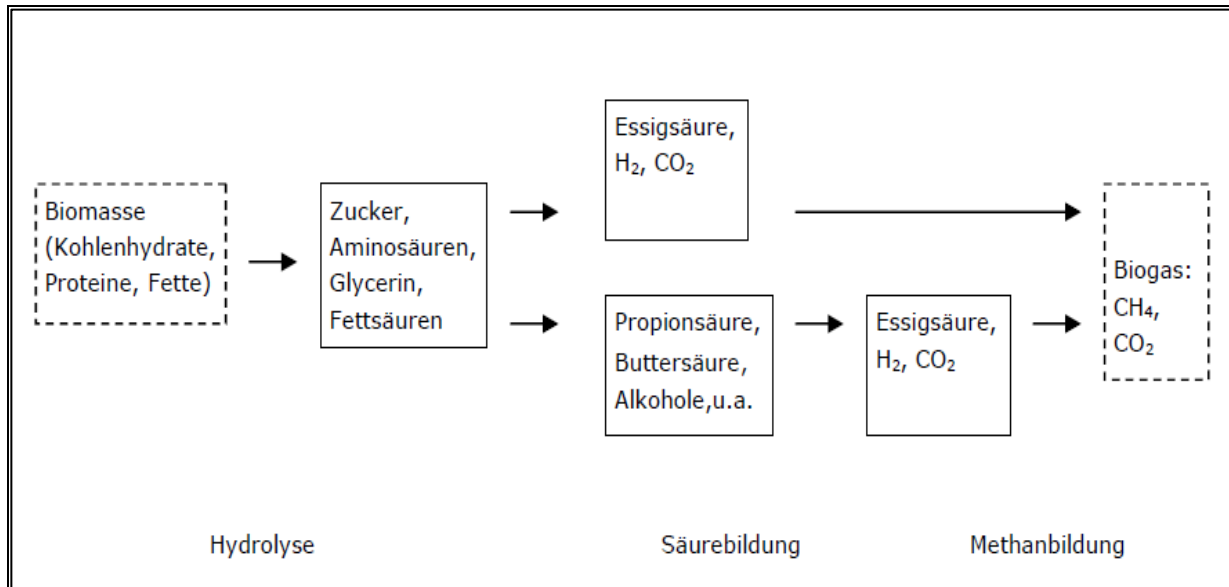 Biomasse
(Kohlenhydrate,
Proteine, Fette)
Zucker,
Aminosäuren,
Glycerin,
Fettsäuren
Essigsäure,
H₂, CO₂
Propionsäure,
Buttersäure,
Alkohole,u.a.
Essigsäure,
H₂, CO₂
Biogas:
CH₄,
CO₂
Hydrolyse
Säurebildung
Methanbildung